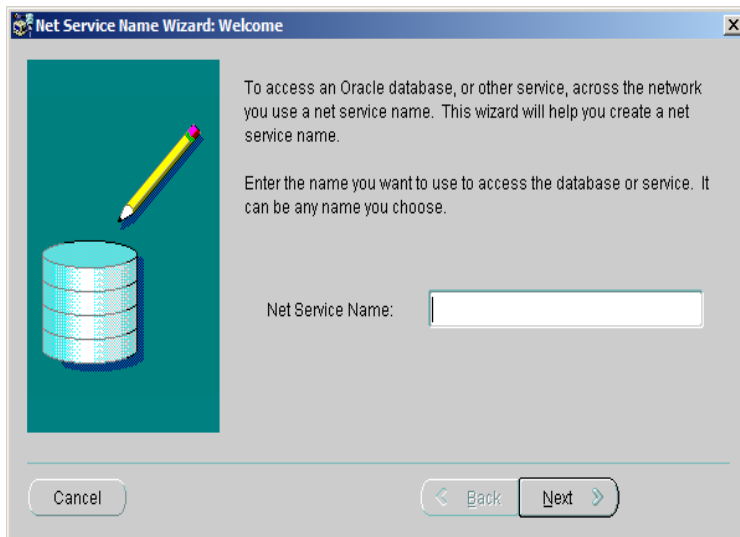 Net Service Name Wizard: Welcome
To access an Oracle database, or other service, across the network
you use a net service name. This wizard will help you create a net
service name.
Enter the name you want to use to access the database or service. It
can be any name you choose.
Net Service Name:
Cancel
Back
Next